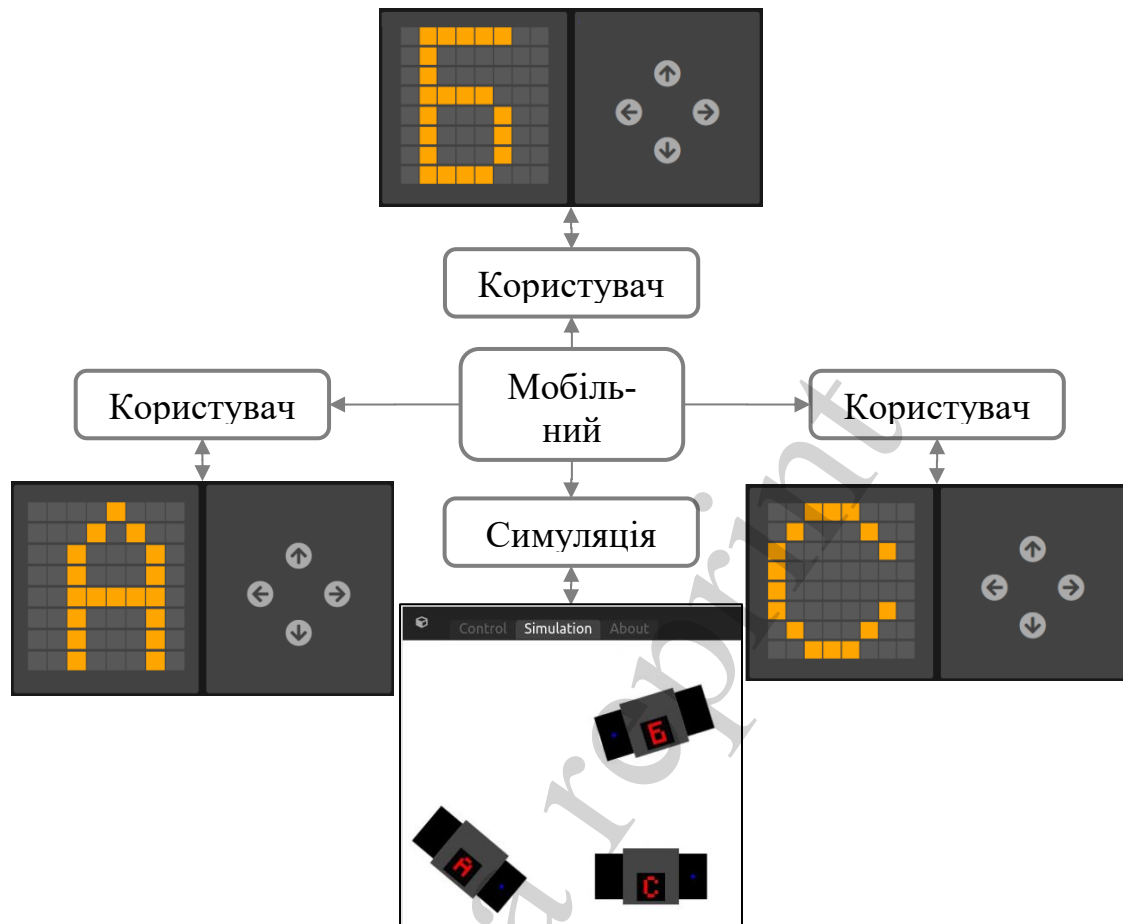 Б
Користувач
Мобіль-
ний
Користувач
Користувач
Симуляція
А
С
Control Simulation About
Б
А
С